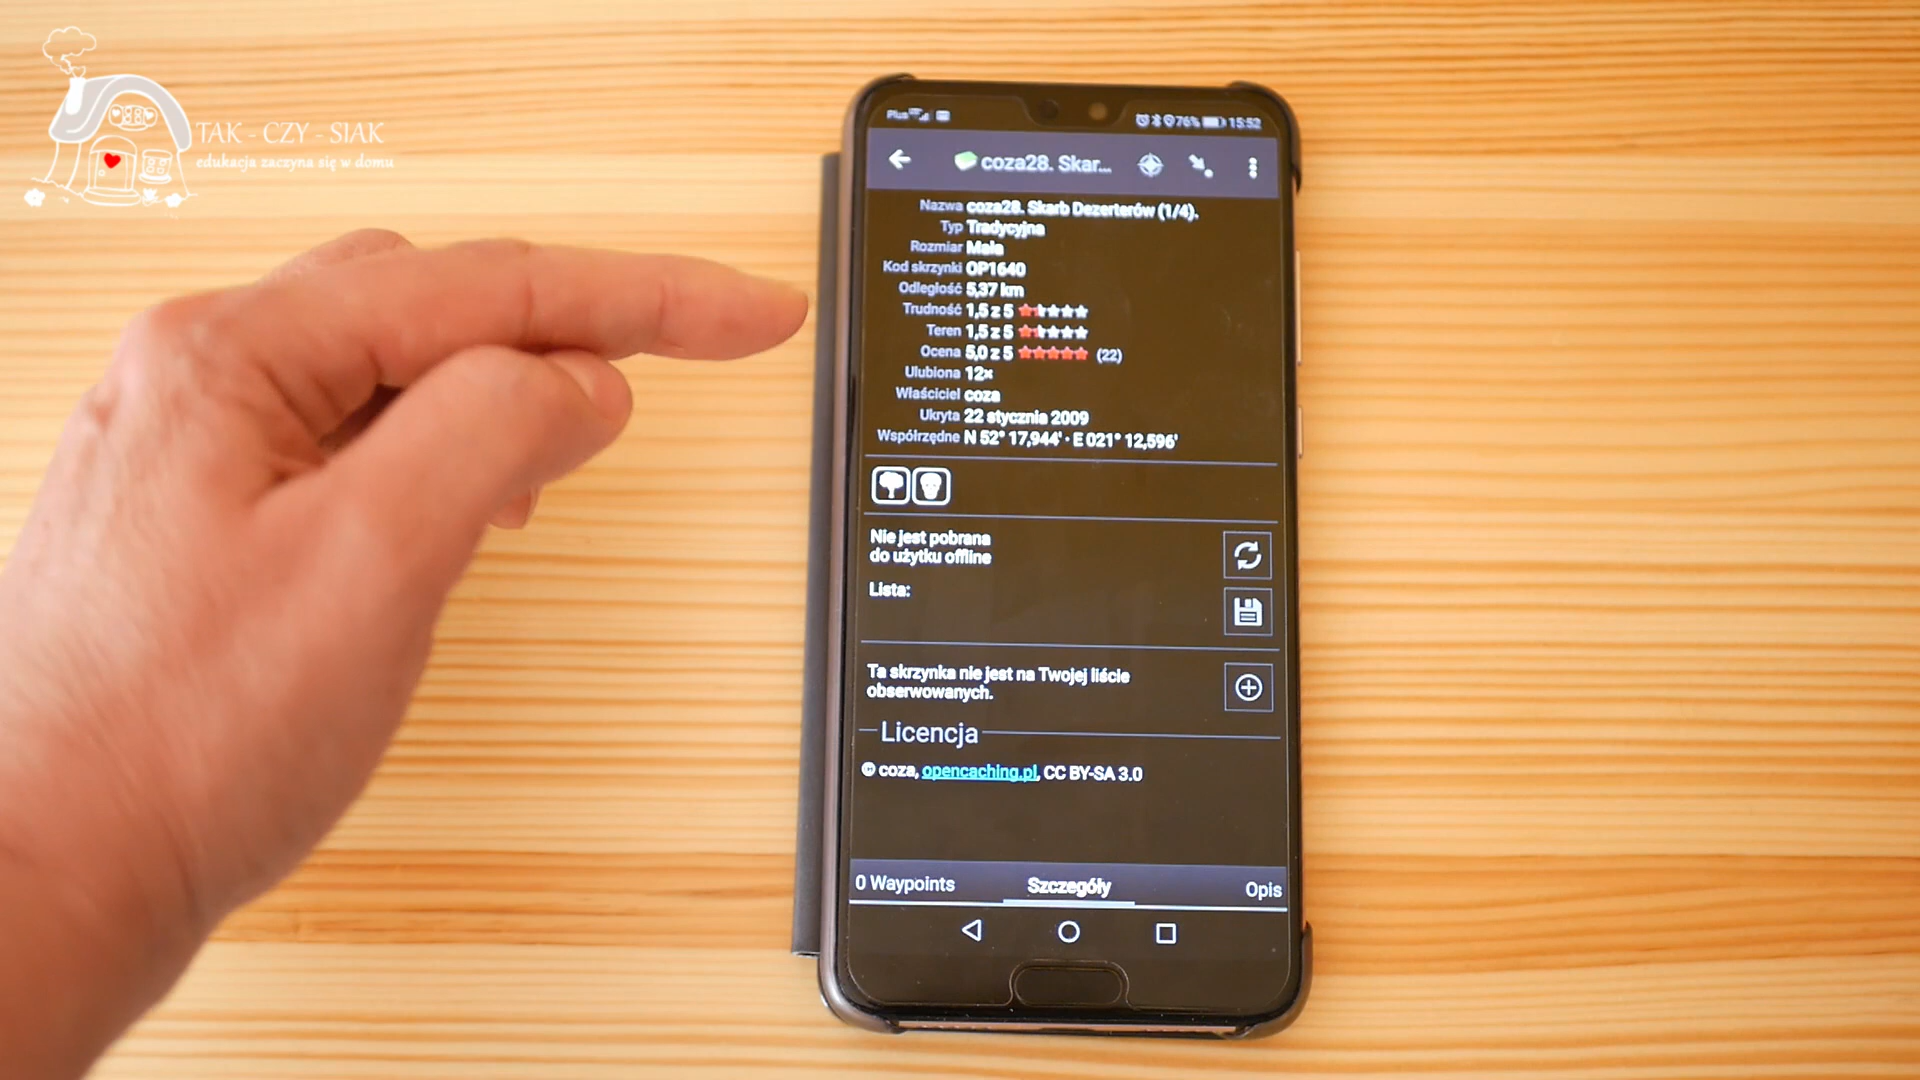 TAK - CZY - SIAK
edukacja zaczyna się w domu
Plus
76% 15:52
coza28. Skar...
Nazwa coza28. Skarb Dezerterów (1/4).
Typ Tradycyjna
Rozmiar Mała
Kod skrzynki OP1640
Odległość 5,37 km
Trudność 1,5 z 5
Teren 1,5 z 5
Ocena 5,0 z 5 (22)
Ulubiona 12×
Właściciel coza
Ukryta 22 stycznia 2009
Współrzędne N 52° 17,944' · E 021° 12,596'
Nie jest pobrana
do użytku offline
Lista:
Ta skrzynka nie jest na Twojej liście
obserwowanych.
Licencja
© coza, opencaching.pl, CC BY-SA 3.0
0 Waypoints Szczegóły Opis